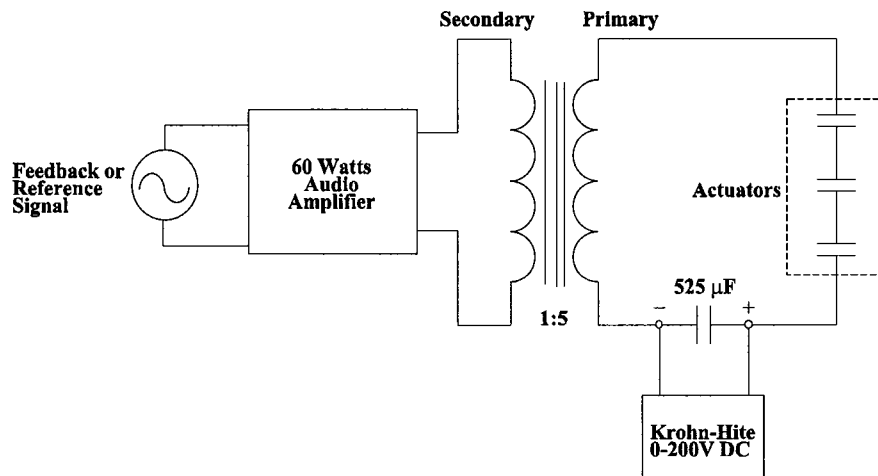 Secondary
Primary
Feedback or
Reference
Signal
60 Watts
Audio
Amplifier
Actuators
525 μF
− +
1:5
Krohn-Hite
0-200V DC